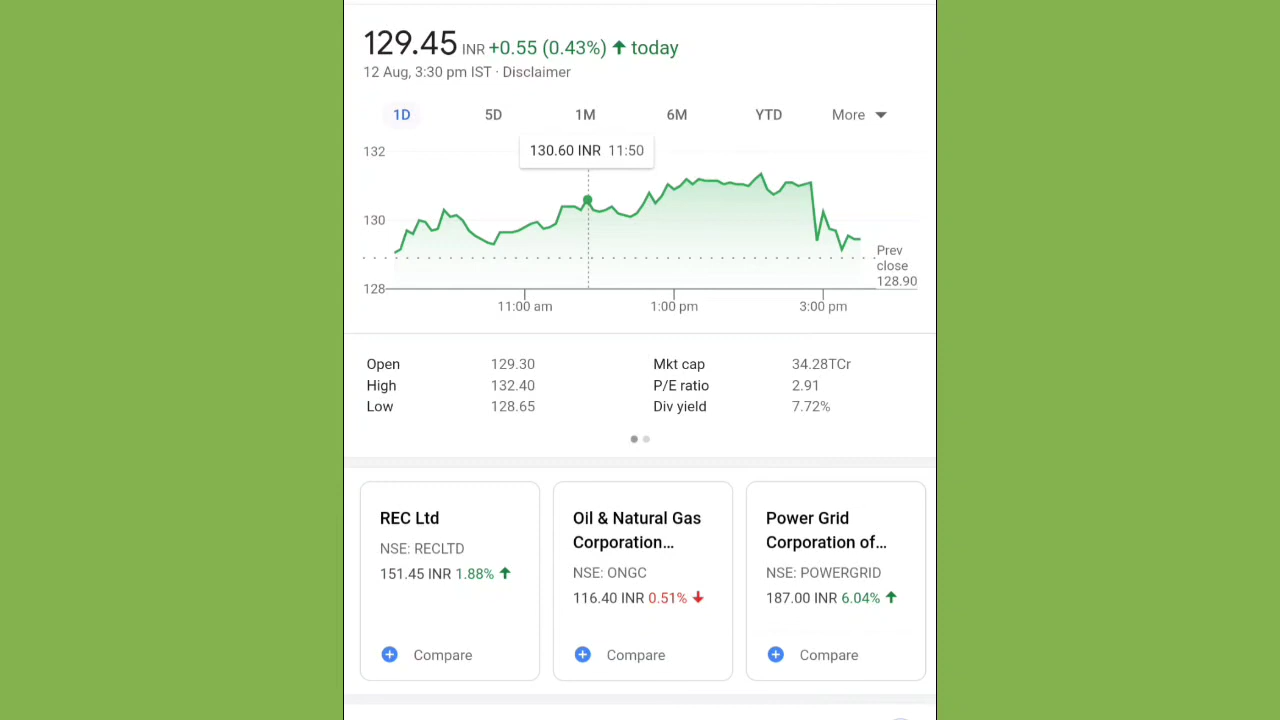 129.45 INR +0.55 (0.43%) ↑ today
12 Aug, 3:30 pm IST · Disclaimer
1D 5D 1M 6M YTD More
130.60 INR 11:50
132
130
128
Prev
close
128.90
11:00 am 1:00 pm 3:00 pm
Open 129.30 Mkt cap 34.28TCr
High 132.40 P/E ratio 2.91
Low 128.65 Div yield 7.72%
REC Ltd
NSE: RECLTD
151.45 INR 1.88% ↑
Compare
Oil & Natural Gas
Corporation...
NSE: ONGC
116.40 INR 0.51% ↓
Compare
Power Grid
Corporation of...
NSE: POWERGRID
187.00 INR 6.04% ↑
Compare